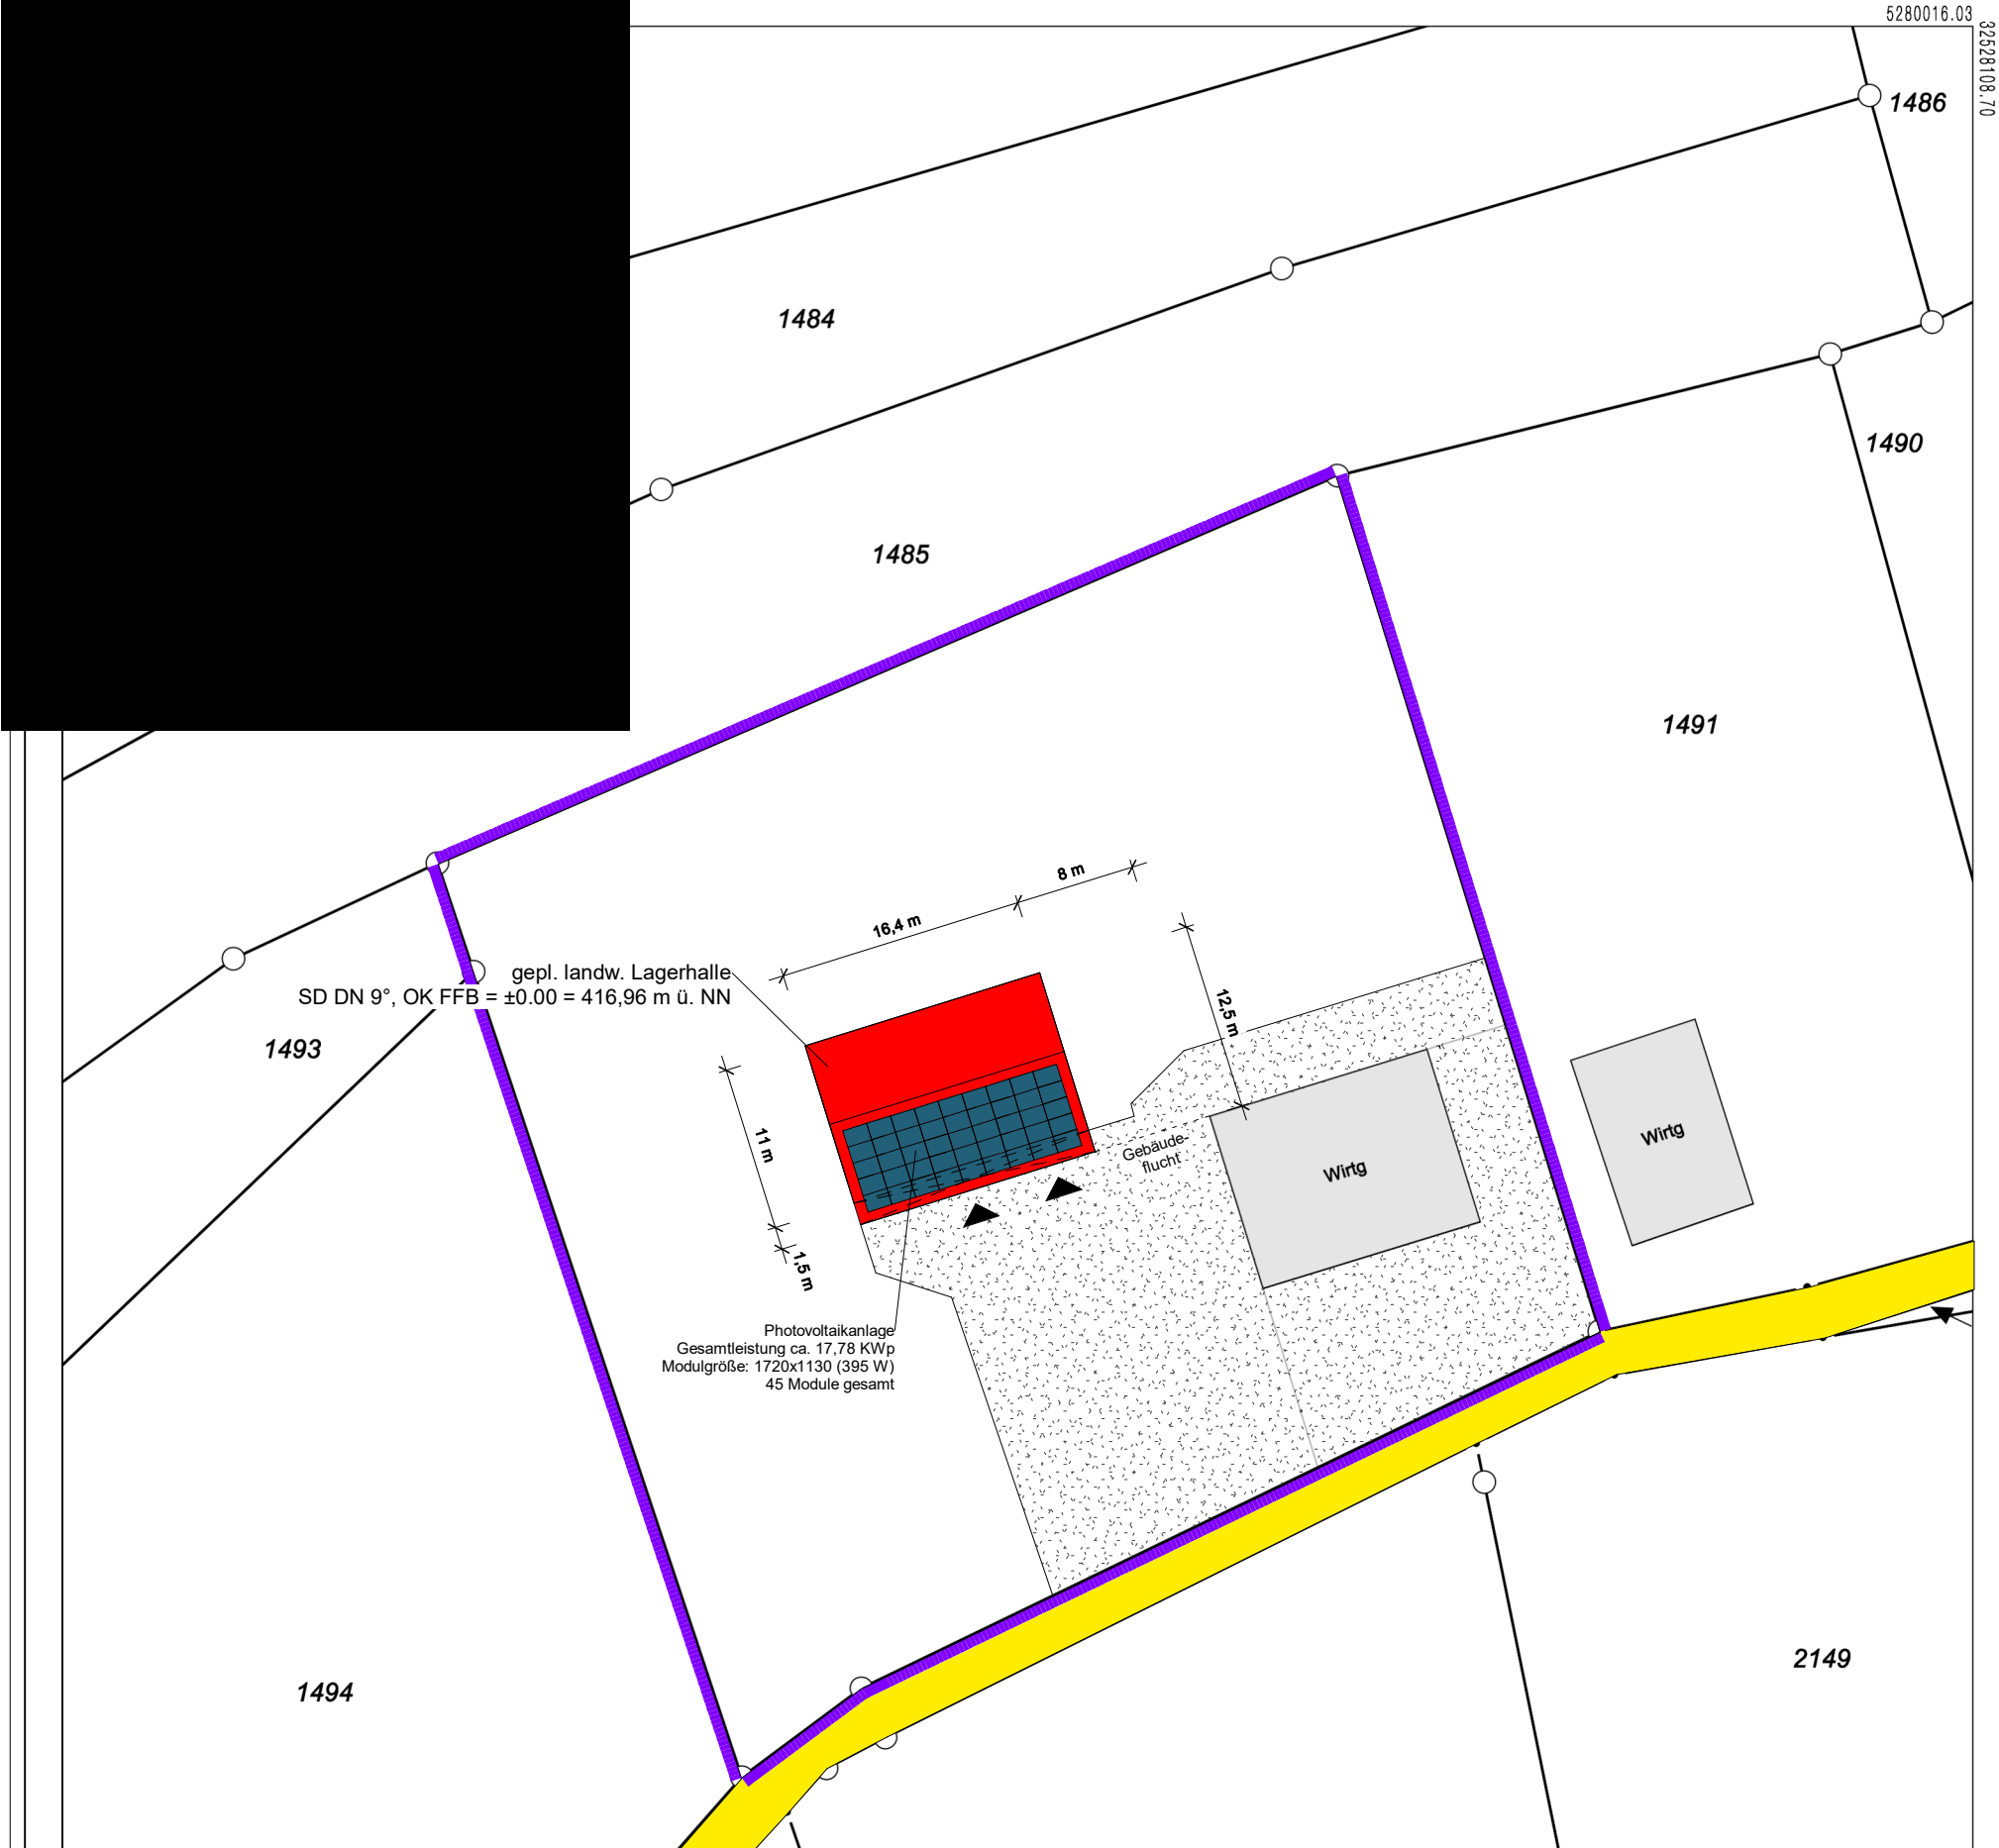 5280016.03
32528108.70
1486
1484
1490
1485
1491
8 m
16,4 m
gepl. landw. Lagerhalle
SD DN 9°, OK FFB = ±0.00 = 416,96 m ü. NN
12,5 m
1493
11 m
Gebäude-
flucht
Wirtg
Wirtg
1,5 m
Photovoltaikanlage
Gesamtleistung ca. 17,78 KWp
Modulgröße: 1720x1130 (395 W)
45 Module gesamt
1494
2149